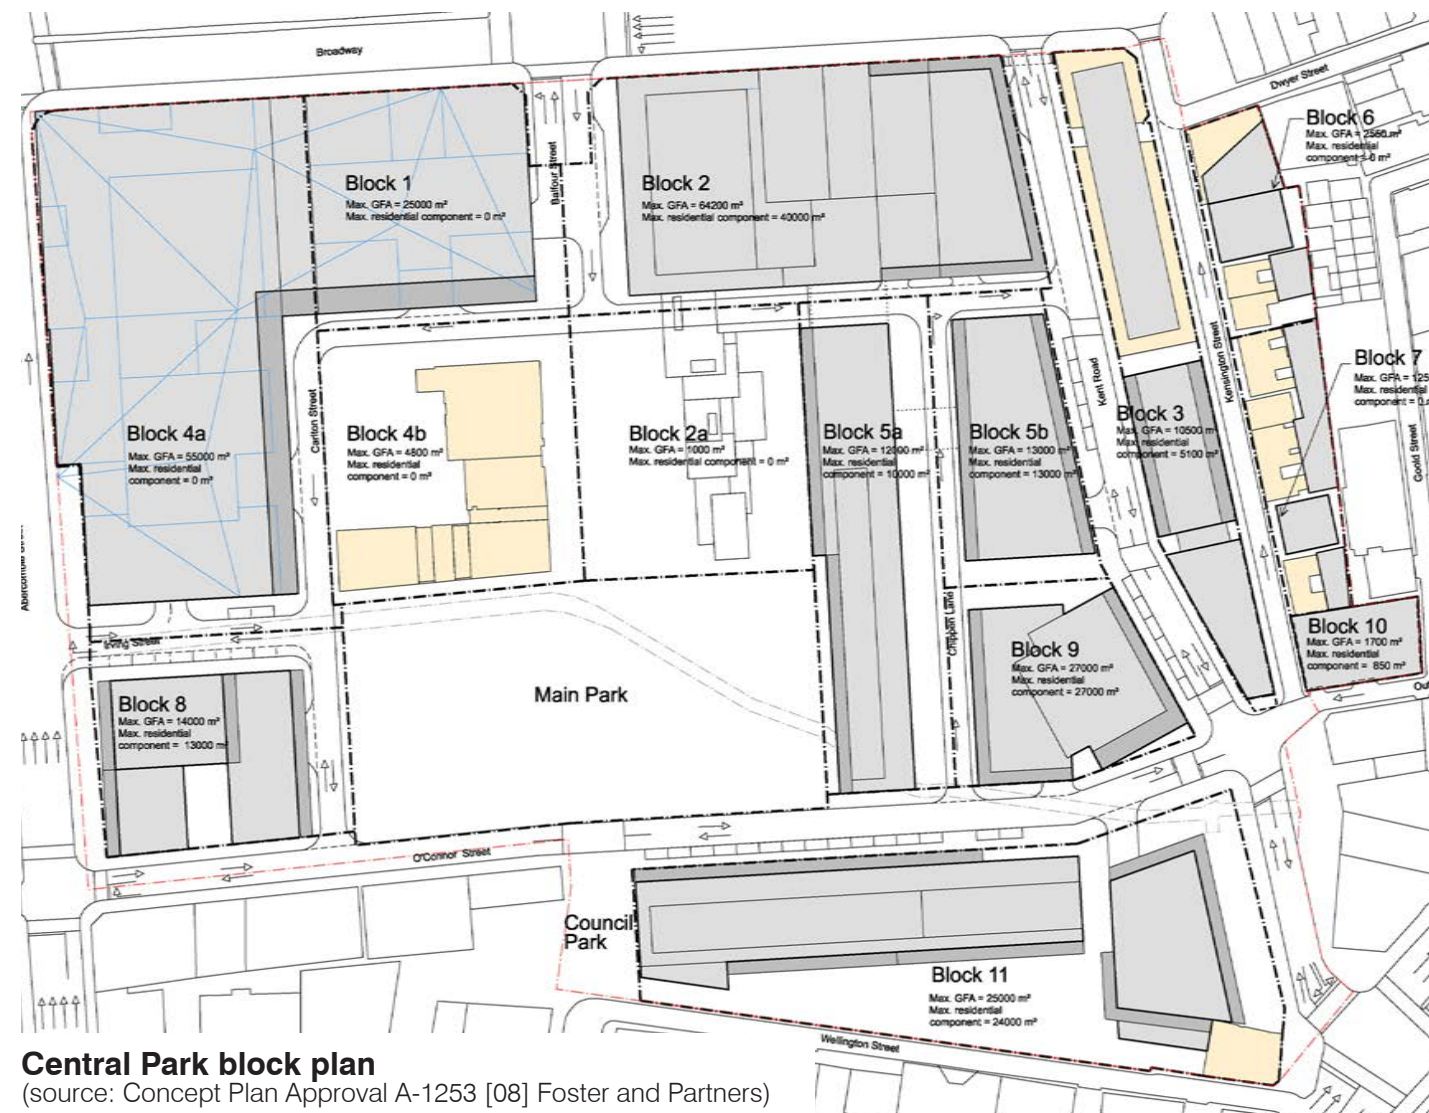 Broadway
Dwyer Street
Block 6
Max. GFA = 2560 m²
Max. residential
component = 0 m²
Balfour Street
Block 1
Max. GFA = 25000 m²
Max. residential component = 0 m²
Block 2
Max. GFA = 64200 m²
Max. residential component = 40000 m²
Kensington Street
Block 7
Max. GFA = 125
Max. residential
component = 0
Kent Road
Carlton Street
Block 4a
Max. GFA = 55000 m²
Max. residential
component = 0 m²
Block 4b
Max. GFA = 4800 m²
Max. residential
component = 0 m²
Block 2a
Max. GFA = 1000 m²
Max. residential component = 0 m²
Block 5a
Max. GFA = 12000 m²
Max. residential
component = 10000 m²
Block 5b
Max. GFA = 13000 m²
Max. residential
component = 13000 m²
Block 3
Max. GFA = 10500 m²
Max. residential
component = 5100 m²
Goold Street
Abercrombie Street
Irving Street
Chippen Lane
Block 10
Max. GFA = 1700 m²
Max. residential
component = 850 m²
Block 9
Max. GFA = 27000 m²
Max. residential
component = 27000 m²
Main Park
Block 8
Max. GFA = 14000 m²
Max. residential
component = 13000 m²
O'Connor Street
Council
Park
Block 11
Max. GFA = 25000 m²
Max. residential
component = 24000 m²
Wellington Street
Central Park block plan
(source: Concept Plan Approval A-1253 [08] Foster and Partners)